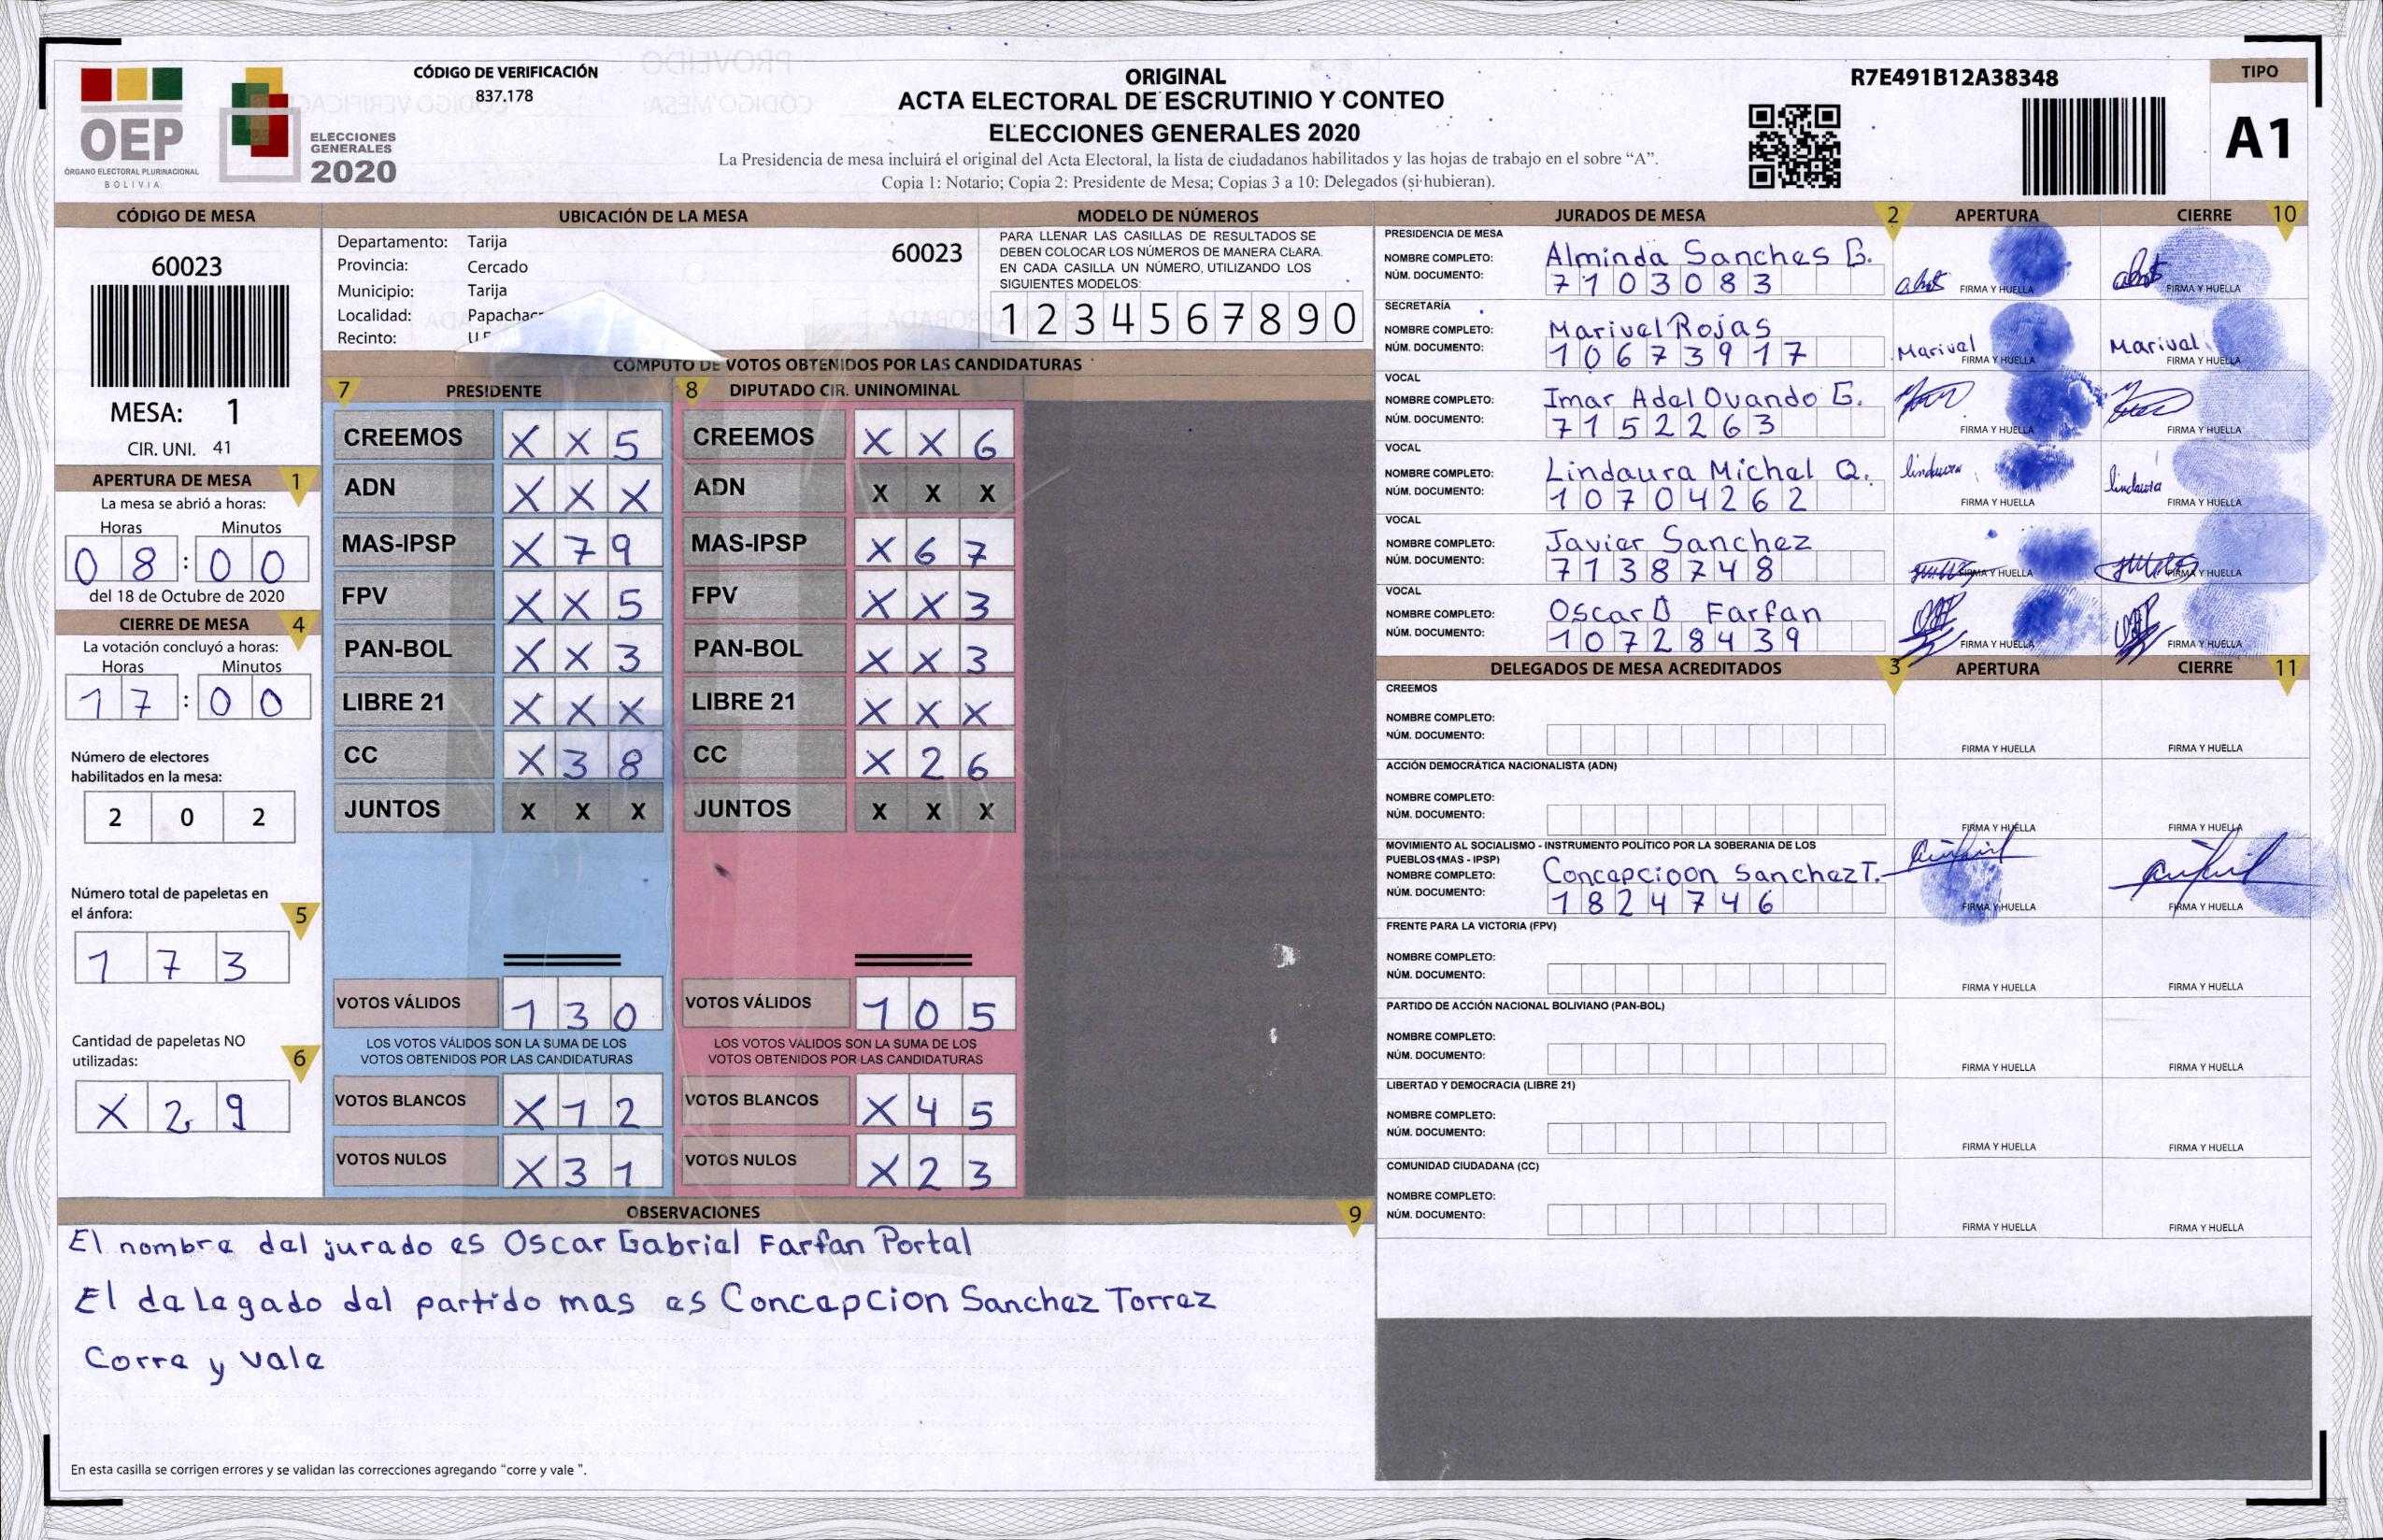 OEP
ÓRGANO ELECTORAL PLURINACIONAL
BOLIVIA
ELECCIONES
GENERALES
2020
CÓDIGO DE VERIFICACIÓN
837.178
ORIGINAL
ACTA ELECTORAL DE ESCRUTINIO Y CONTEO
ELECCIONES GENERALES 2020
La Presidencia de mesa incluirá el original del Acta Electoral, la lista de ciudadanos habilitados y las hojas de trabajo en el sobre “A”.
Copia 1: Notario; Copia 2: Presidente de Mesa; Copias 3 a 10: Delegados (si hubieran).
R7E491B12A38348
TIPO
A1
CÓDIGO DE MESA
60023
MESA: 1
CIR. UNI. 41
APERTURA DE MESA 1
La mesa se abrió a horas:
Horas Minutos
0 8 : 0 0
del 18 de Octubre de 2020
CIERRE DE MESA 4
La votación concluyó a horas:
Horas Minutos
1 7 : 0 0
Número de electores
habilitados en la mesa:
2 0 2
Número total de papeletas en
el ánfora: 5
1 7 3
Cantidad de papeletas NO
utilizadas: 6
X 2 9
UBICACIÓN DE LA MESA
Departamento: Tarija
60023
Provincia: Cercado
Municipio: Tarija
Localidad:
Recinto:
MODELO DE NÚMEROS
PARA LLENAR LAS CASILLAS DE RESULTADOS SE
DEBEN COLOCAR LOS NÚMEROS DE MANERA CLARA.
EN CADA CASILLA UN NÚMERO, UTILIZANDO LOS
SIGUIENTES MODELOS:
1 2 3 4 5 6 7 8 9 0
CÓMPUTO DE VOTOS OBTENIDOS POR LAS CANDIDATURAS
7 PRESIDENTE 8 DIPUTADO CIR. UNINOMINAL
CREEMOS X X 5 CREEMOS X X 6
ADN X X X ADN X X X
MAS-IPSP X 7 9 MAS-IPSP X 6 7
FPV X X 5 FPV X X 3
PAN-BOL X X 3 PAN-BOL X X 3
LIBRE 21 X X X LIBRE 21 X X X
CC X 3 8 CC X 2 6
JUNTOS X X X JUNTOS X X X
VOTOS VÁLIDOS 1 3 0 VOTOS VÁLIDOS 1 0 5
LOS VOTOS VÁLIDOS SON LA SUMA DE LOS LOS VOTOS VÁLIDOS SON LA SUMA DE LOS
VOTOS OBTENIDOS POR LAS CANDIDATURAS VOTOS OBTENIDOS POR LAS CANDIDATURAS
VOTOS BLANCOS X 1 2 VOTOS BLANCOS X 4 5
VOTOS NULOS X 3 1 VOTOS NULOS X 2 3
OBSERVACIONES 9
El nombre del jurado es Oscar Gabriel Farfan Portal
El delegado del partido mas es Concepcion Sanchez Torrez
Corre y vale
En esta casilla se corrigen errores y se validan las correcciones agregando “corre y vale ”.
JURADOS DE MESA 2 APERTURA CIERRE 10
PRESIDENCIA DE MESA
NOMBRE COMPLETO: Alminda Sanches G.
NÚM. DOCUMENTO: 7103083
FIRMA Y HUELLA FIRMA Y HUELLA
SECRETARÍA
NOMBRE COMPLETO: Marivel Rojas
NÚM. DOCUMENTO: 10673917
Marivel Marivel
FIRMA Y HUELLA FIRMA Y HUELLA
VOCAL
NOMBRE COMPLETO: Imar Adel Ovando G.
NÚM. DOCUMENTO: 7152263
FIRMA Y HUELLA FIRMA Y HUELLA
VOCAL
NOMBRE COMPLETO: Lindaura Michel Q.
NÚM. DOCUMENTO: 10704262
lindaura lindaura
FIRMA Y HUELLA FIRMA Y HUELLA
VOCAL
NOMBRE COMPLETO: Javier Sanchez
NÚM. DOCUMENTO: 7138748
FIRMA Y HUELLA FIRMA Y HUELLA
VOCAL
NOMBRE COMPLETO: Oscar Farfan
NÚM. DOCUMENTO: 10728439
FIRMA Y HUELLA FIRMA Y HUELLA
DELEGADOS DE MESA ACREDITADOS 3 APERTURA CIERRE 11
CREEMOS
NOMBRE COMPLETO:
NÚM. DOCUMENTO:
FIRMA Y HUELLA FIRMA Y HUELLA
ACCIÓN DEMOCRÁTICA NACIONALISTA (ADN)
NOMBRE COMPLETO:
NÚM. DOCUMENTO:
FIRMA Y HUELLA FIRMA Y HUELLA
MOVIMIENTO AL SOCIALISMO - INSTRUMENTO POLÍTICO POR LA SOBERANIA DE LOS
PUEBLOS (MAS - IPSP)
NOMBRE COMPLETO: Concepcioon Sanchez T.
NÚM. DOCUMENTO: 1824746
FIRMA Y HUELLA FIRMA Y HUELLA
FRENTE PARA LA VICTORIA (FPV)
NOMBRE COMPLETO:
NÚM. DOCUMENTO:
FIRMA Y HUELLA FIRMA Y HUELLA
PARTIDO DE ACCIÓN NACIONAL BOLIVIANO (PAN-BOL)
NOMBRE COMPLETO:
NÚM. DOCUMENTO:
FIRMA Y HUELLA FIRMA Y HUELLA
LIBERTAD Y DEMOCRACIA (LIBRE 21)
NOMBRE COMPLETO:
NÚM. DOCUMENTO:
FIRMA Y HUELLA FIRMA Y HUELLA
COMUNIDAD CIUDADANA (CC)
NOMBRE COMPLETO:
NÚM. DOCUMENTO:
FIRMA Y HUELLA FIRMA Y HUELLA